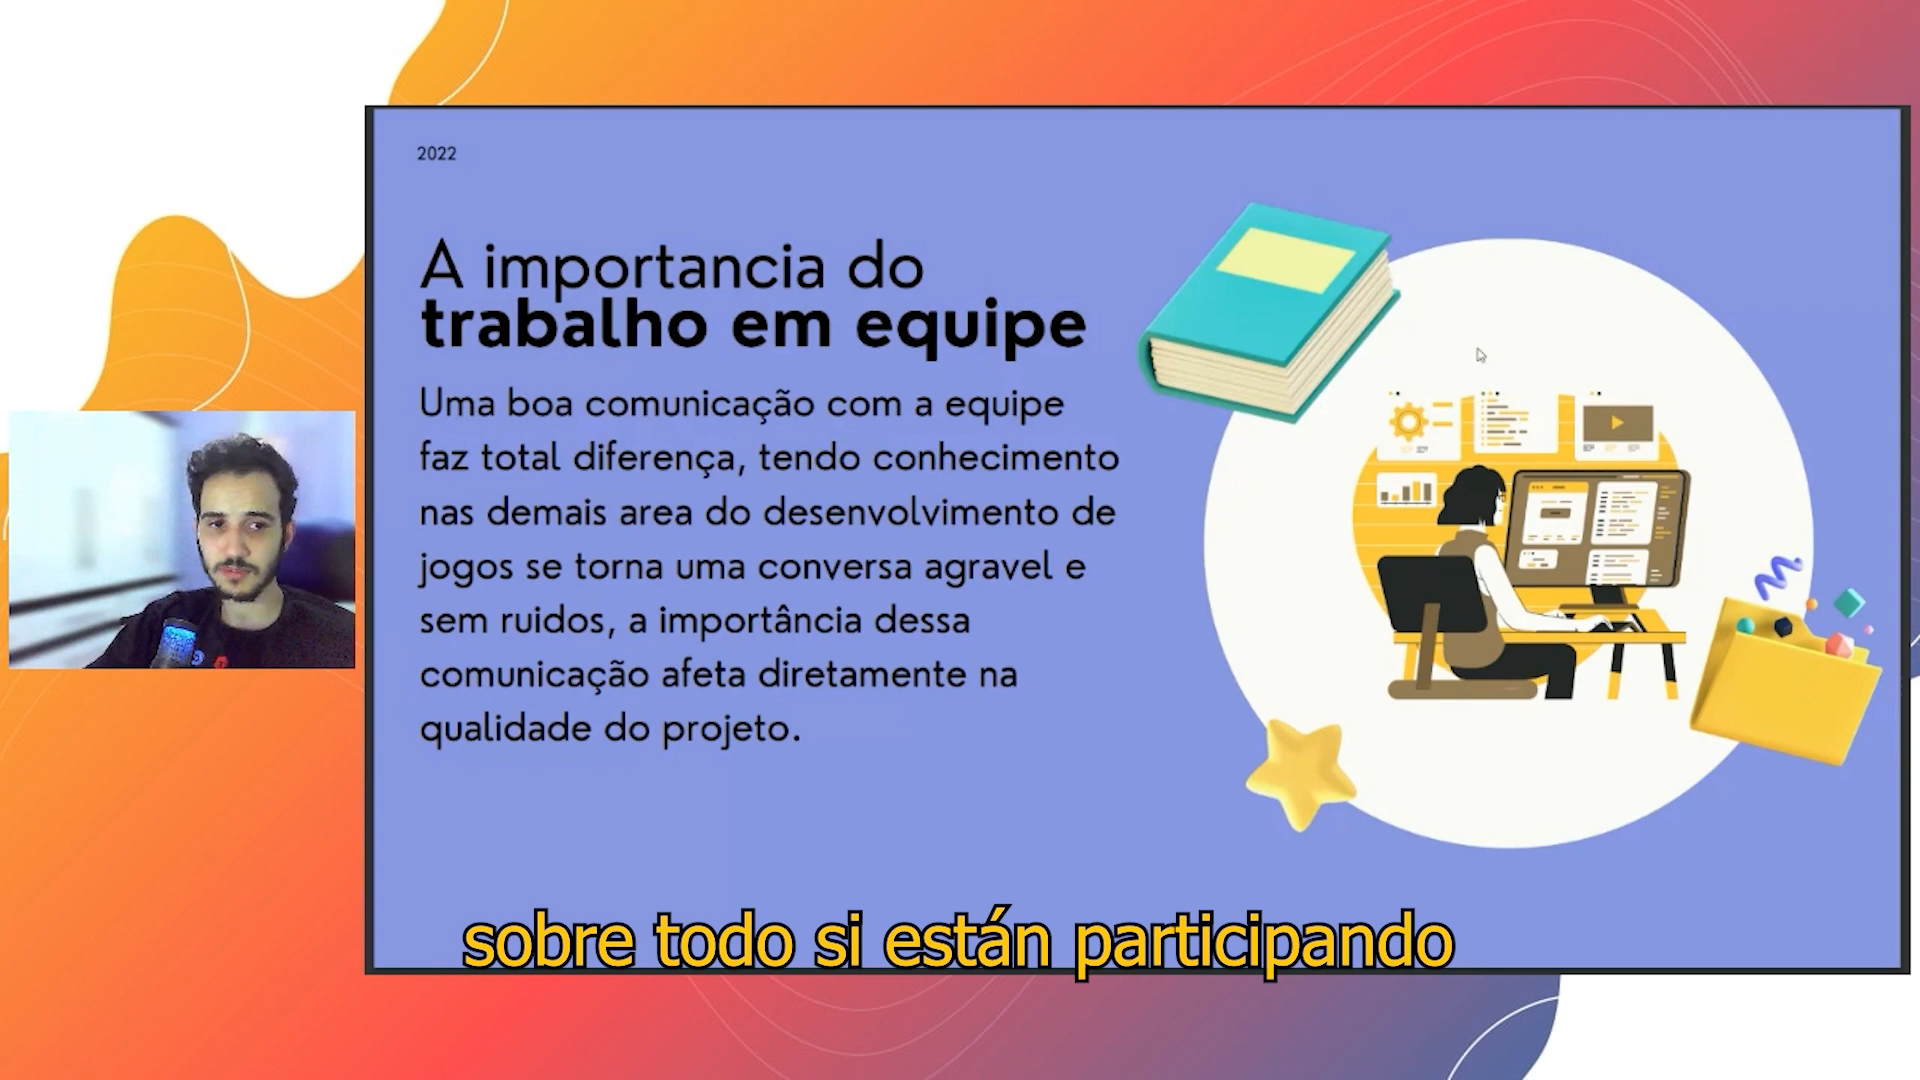 2022
A importancia do
trabalho em equipe
Uma boa comunicação com a equipe
faz total diferença, tendo conhecimento
nas demais area do desenvolvimento de
jogos se torna uma conversa agravel e
sem ruidos, a importância dessa
comunicação afeta diretamente na
qualidade do projeto.
sobre todo si están participando